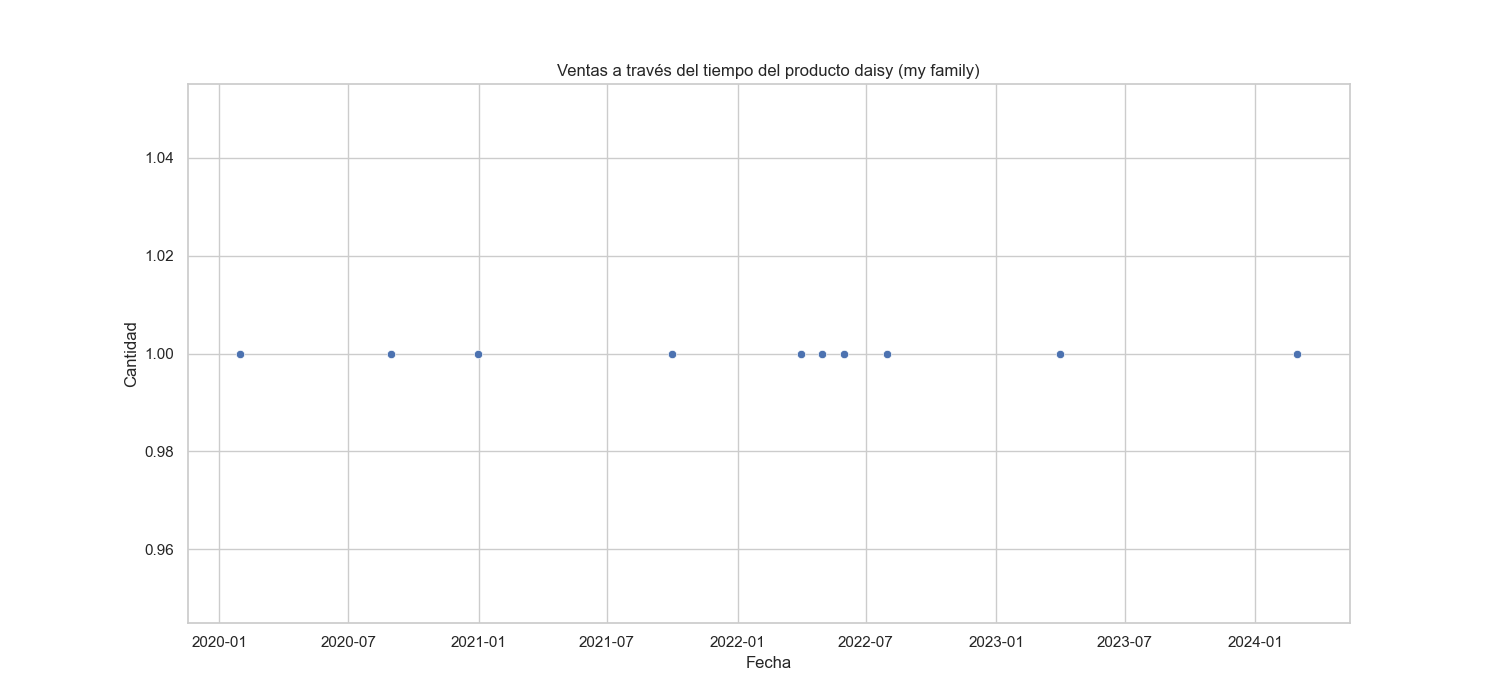 Ventas a través del tiempo del producto daisy (my family)
1.04
1.02
1.00
0.98
0.96
Cantidad
2020-01 2020-07 2021-01 2021-07 2022-01 2022-07 2023-01 2023-07 2024-01
Fecha